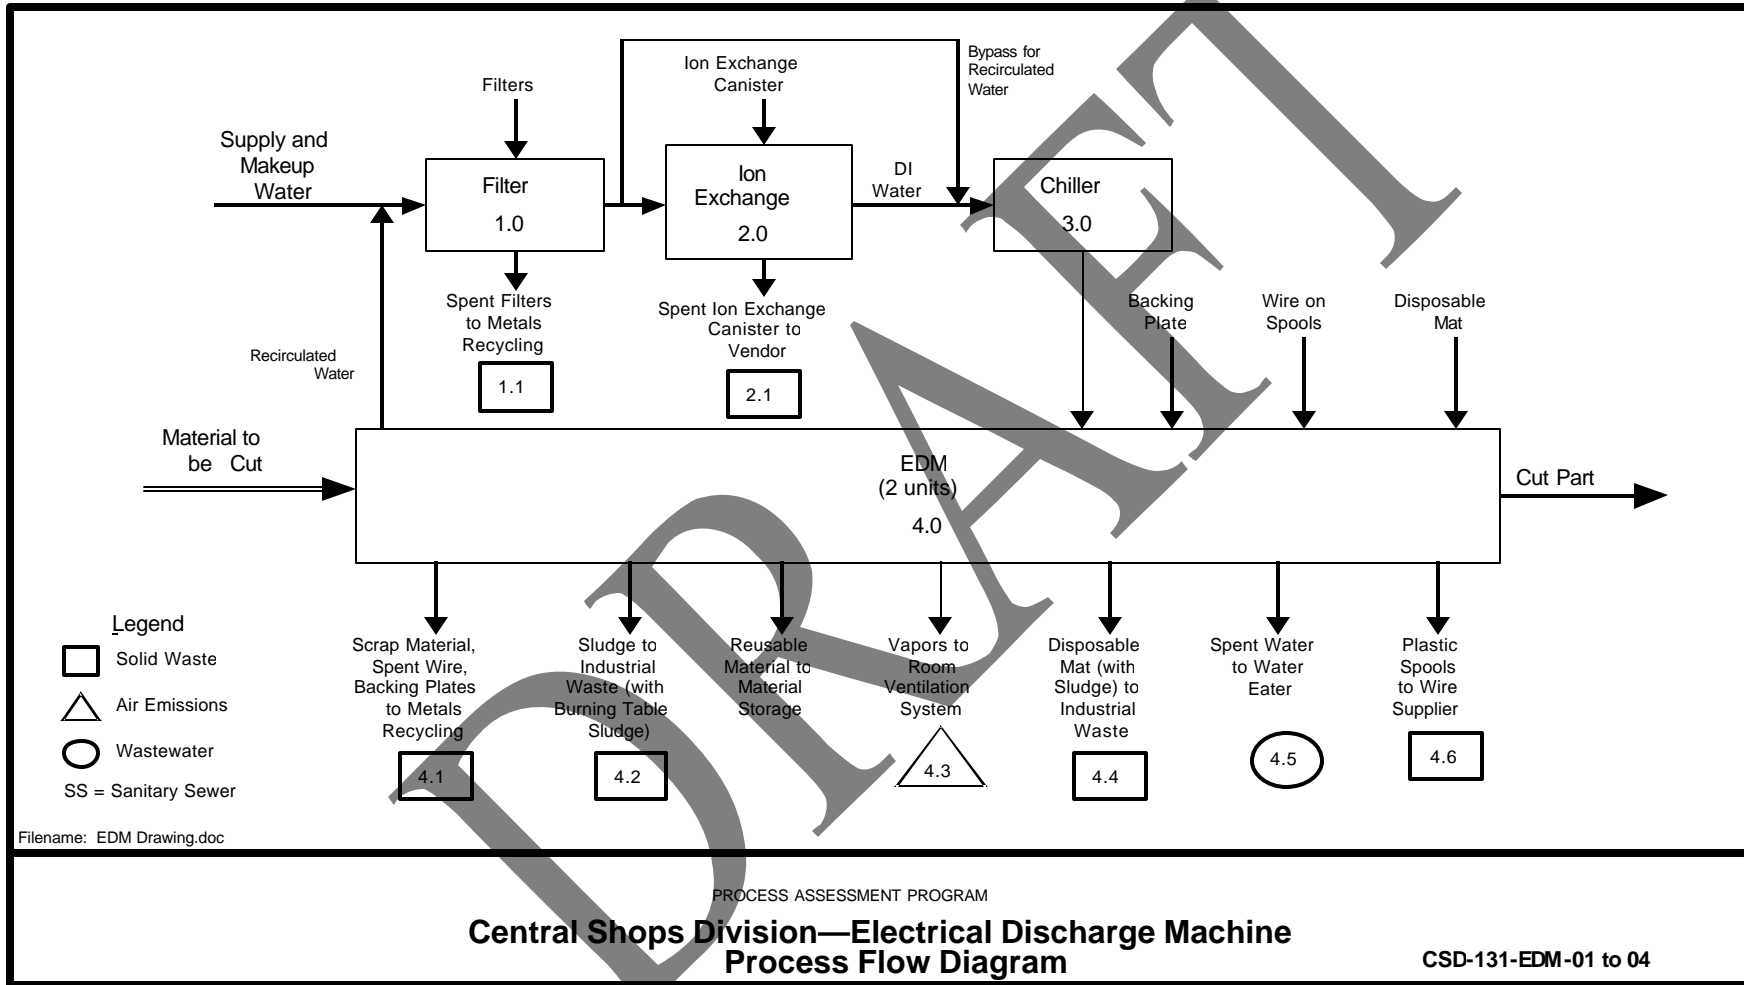 Bypass for
Recirculated
Water
Ion Exchange
Canister
Filters
Supply and
Makeup
Water
Filter
1.0
Ion
Exchange
2.0
DI
Water
Chiller
3.0
Spent Filters
to Metals
Recycling
1.1
Spent Ion Exchange
Canister to
Vendor
2.1
Backing
Plate
Wire on
Spools
Disposable
Mat
Recirculated
Water
Material to
be Cut
EDM
(2 units)
4.0
Cut Part
Legend
Solid Waste
Air Emissions
Wastewater
SS = Sanitary Sewer
Scrap Material,
Spent Wire,
Backing Plates
to Metals
Recycling
4.1
Sludge to
Industrial
Waste (with
Burning Table
Sludge)
4.2
Reusable
Material to
Material
Storage
Vapors to
Room
Ventilation
System
4.3
Disposable
Mat (with
Sludge) to
Industrial
Waste
4.4
Spent Water
to Water
Eater
4.5
Plastic
Spools
to Wire
Supplier
4.6
Filename: EDM Drawing.doc
DRAFT
PROCESS ASSESSMENT PROGRAM
Central Shops Division—Electrical Discharge Machine
Process Flow Diagram
CSD-131-EDM-01 to 04